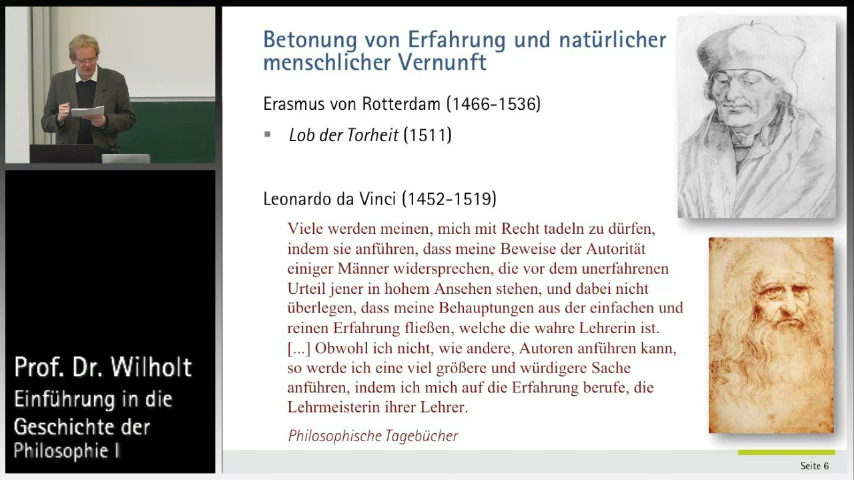 Betonung von Erfahrung und natürlicher
menschlicher Vernunft
Erasmus von Rotterdam (1466-1536)
▪ Lob der Torheit (1511)
Leonardo da Vinci (1452-1519)
Viele werden meinen, mich mit Recht tadeln zu dürfen,
indem sie anführen, dass meine Beweise der Autorität
einiger Männer widersprechen, die vor dem unerfahrenen
Urteil jener in hohem Ansehen stehen, und dabei nicht
überlegen, dass meine Behauptungen aus der einfachen und
reinen Erfahrung fließen, welche die wahre Lehrerin ist.
[...] Obwohl ich nicht, wie andere, Autoren anführen kann,
so werde ich eine viel größere und würdigere Sache
anführen, indem ich mich auf die Erfahrung berufe, die
Lehrmeisterin ihrer Lehrer.
Philosophische Tagebücher
Seite 6
Prof. Dr. Wilholt
Einführung in die
Geschichte der
Philosophie I